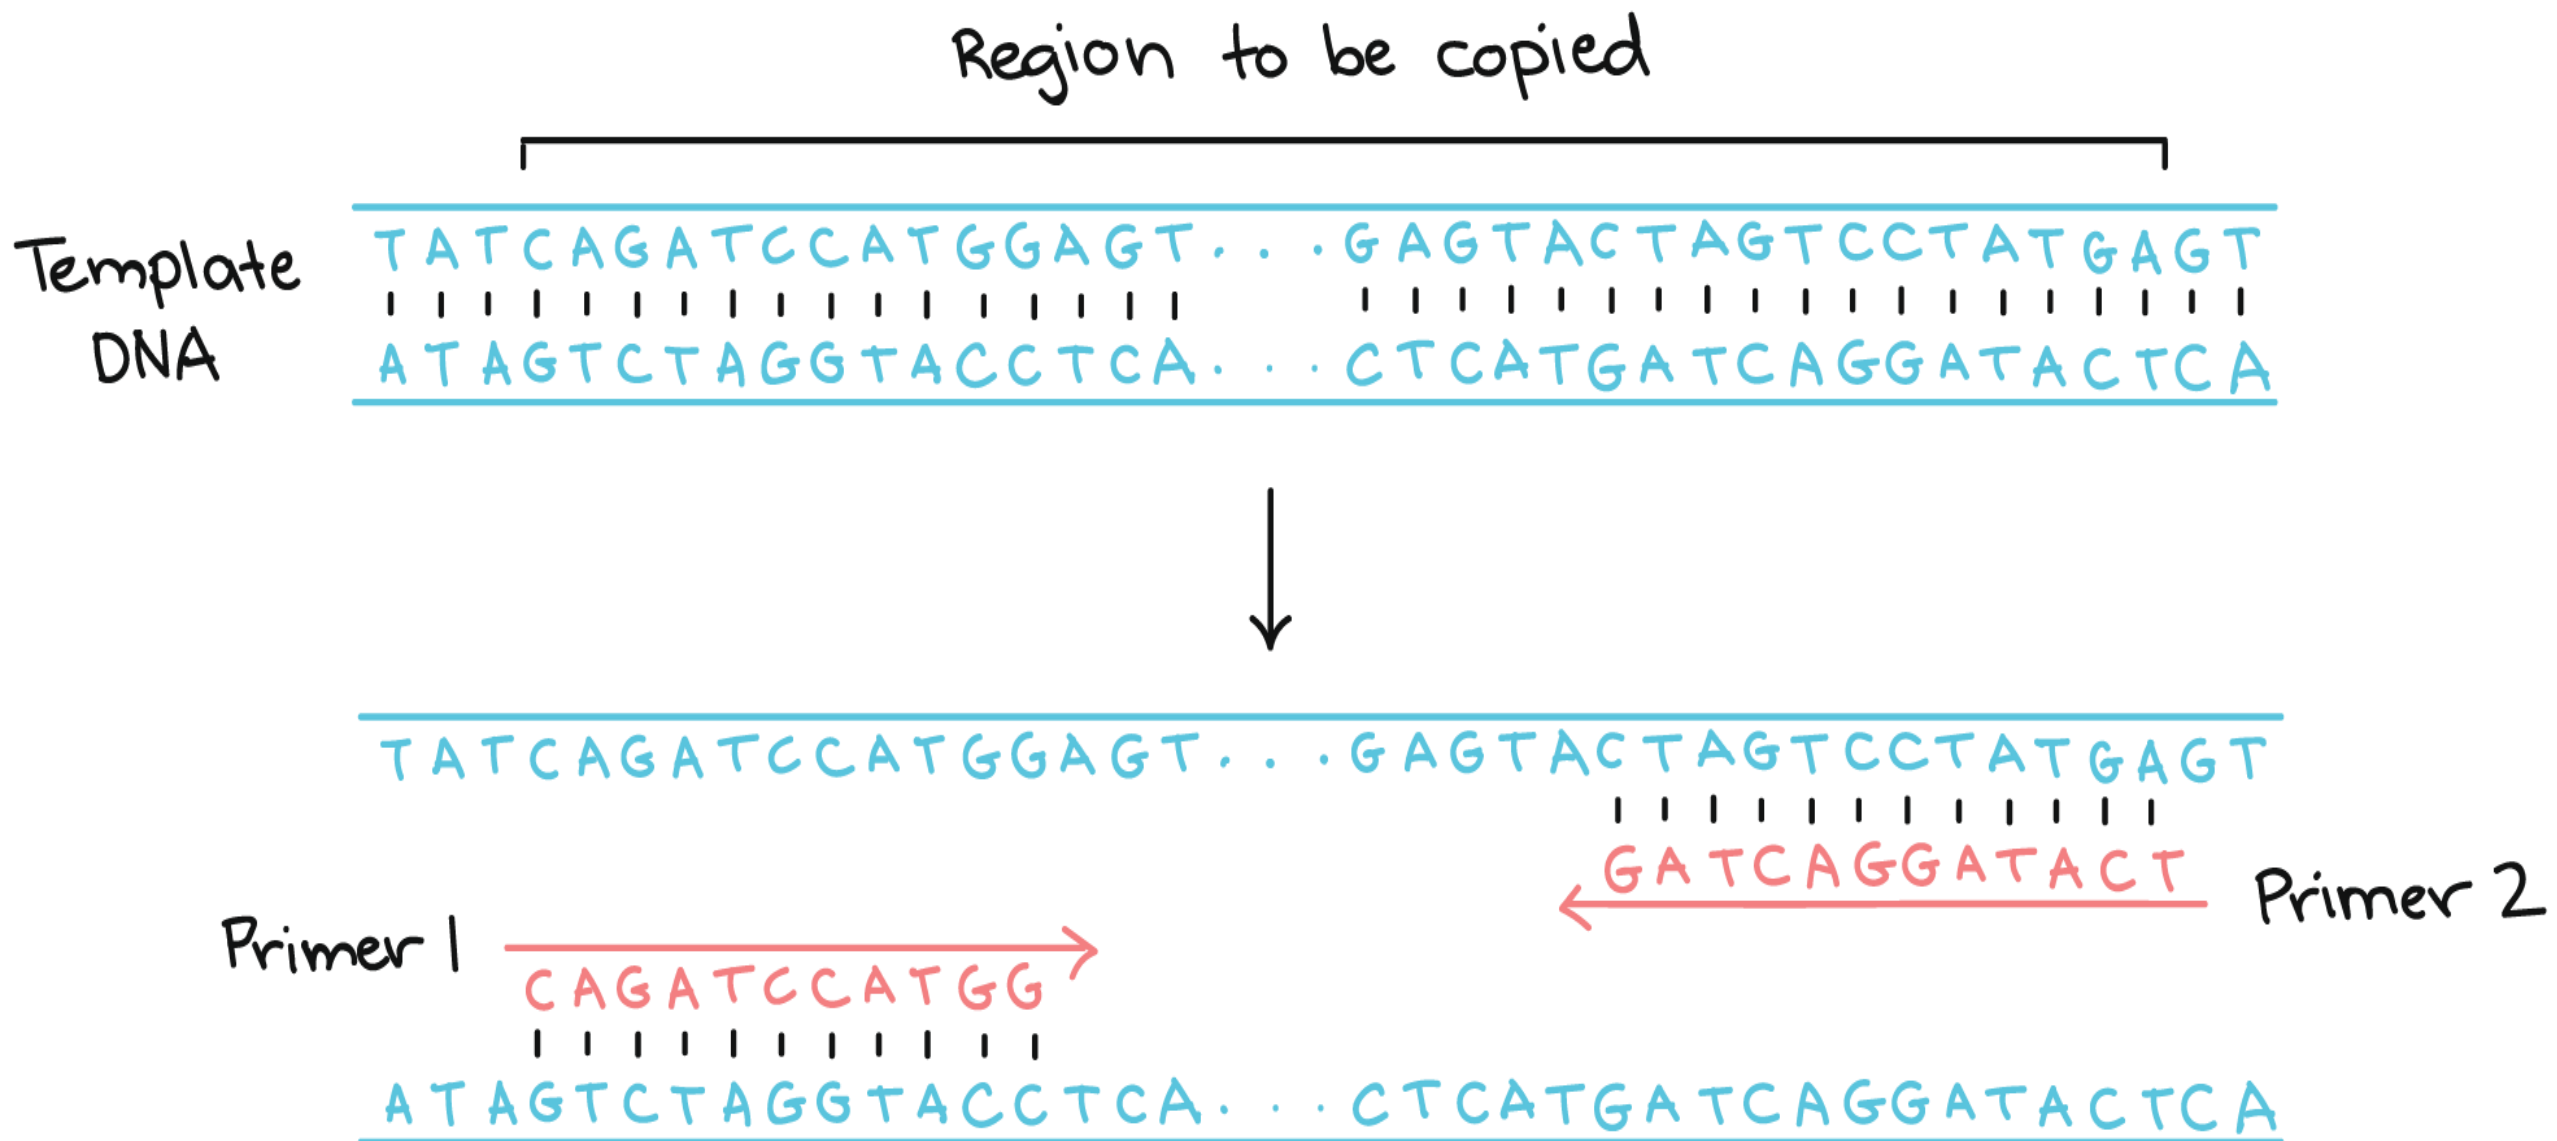 Region to be copied
Template
DNA
TATCAGATCCATGGAGT...GAGTACTAGTCCTATGAGT
ATAGTCTAGGTACCTCA...CTCATGATCAGGATACTCA
TATCAGATCCATGGAGT...GAGTACTAGTCCTATGAGT
GATCAGGATACT
Primer 2
Primer 1
CAGATCCATGG
ATAGTCTAGGTACCTCA...CTCATGATCAGGATACTCA